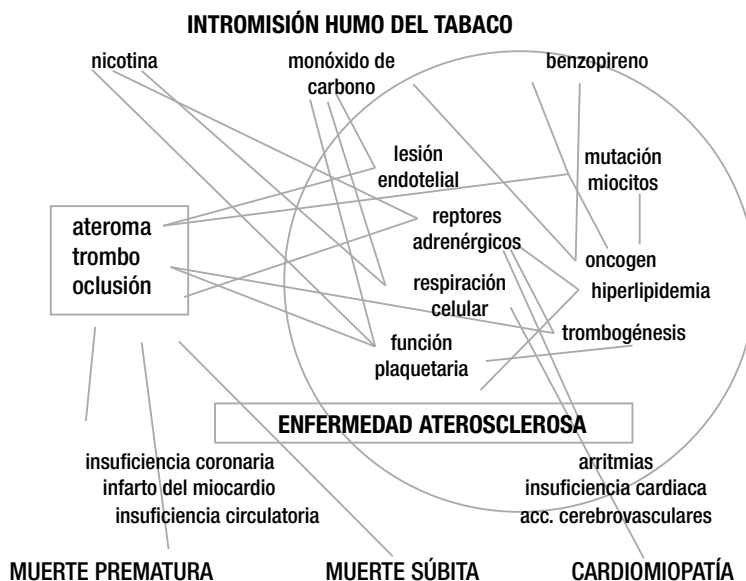 INTROMISIÓN HUMO DEL TABACO
nicotina
monóxido de
carbono
benzopireno
lesión
endotelial
mutación
miocitos
ateroma
trombo
oclusión
reptores
adrenérgicos
oncogen
respiración
celular
hiperlipidemia
trombogénesis
función
plaquetaria
ENFERMEDAD ATEROSCLEROSA
insuficiencia coronaria
infarto del miocardio
insuficiencia circulatoria
arritmias
insuficiencia cardiaca
acc. cerebrovasculares
MUERTE PREMATURA
MUERTE SÚBITA
CARDIOMIOPATÍA